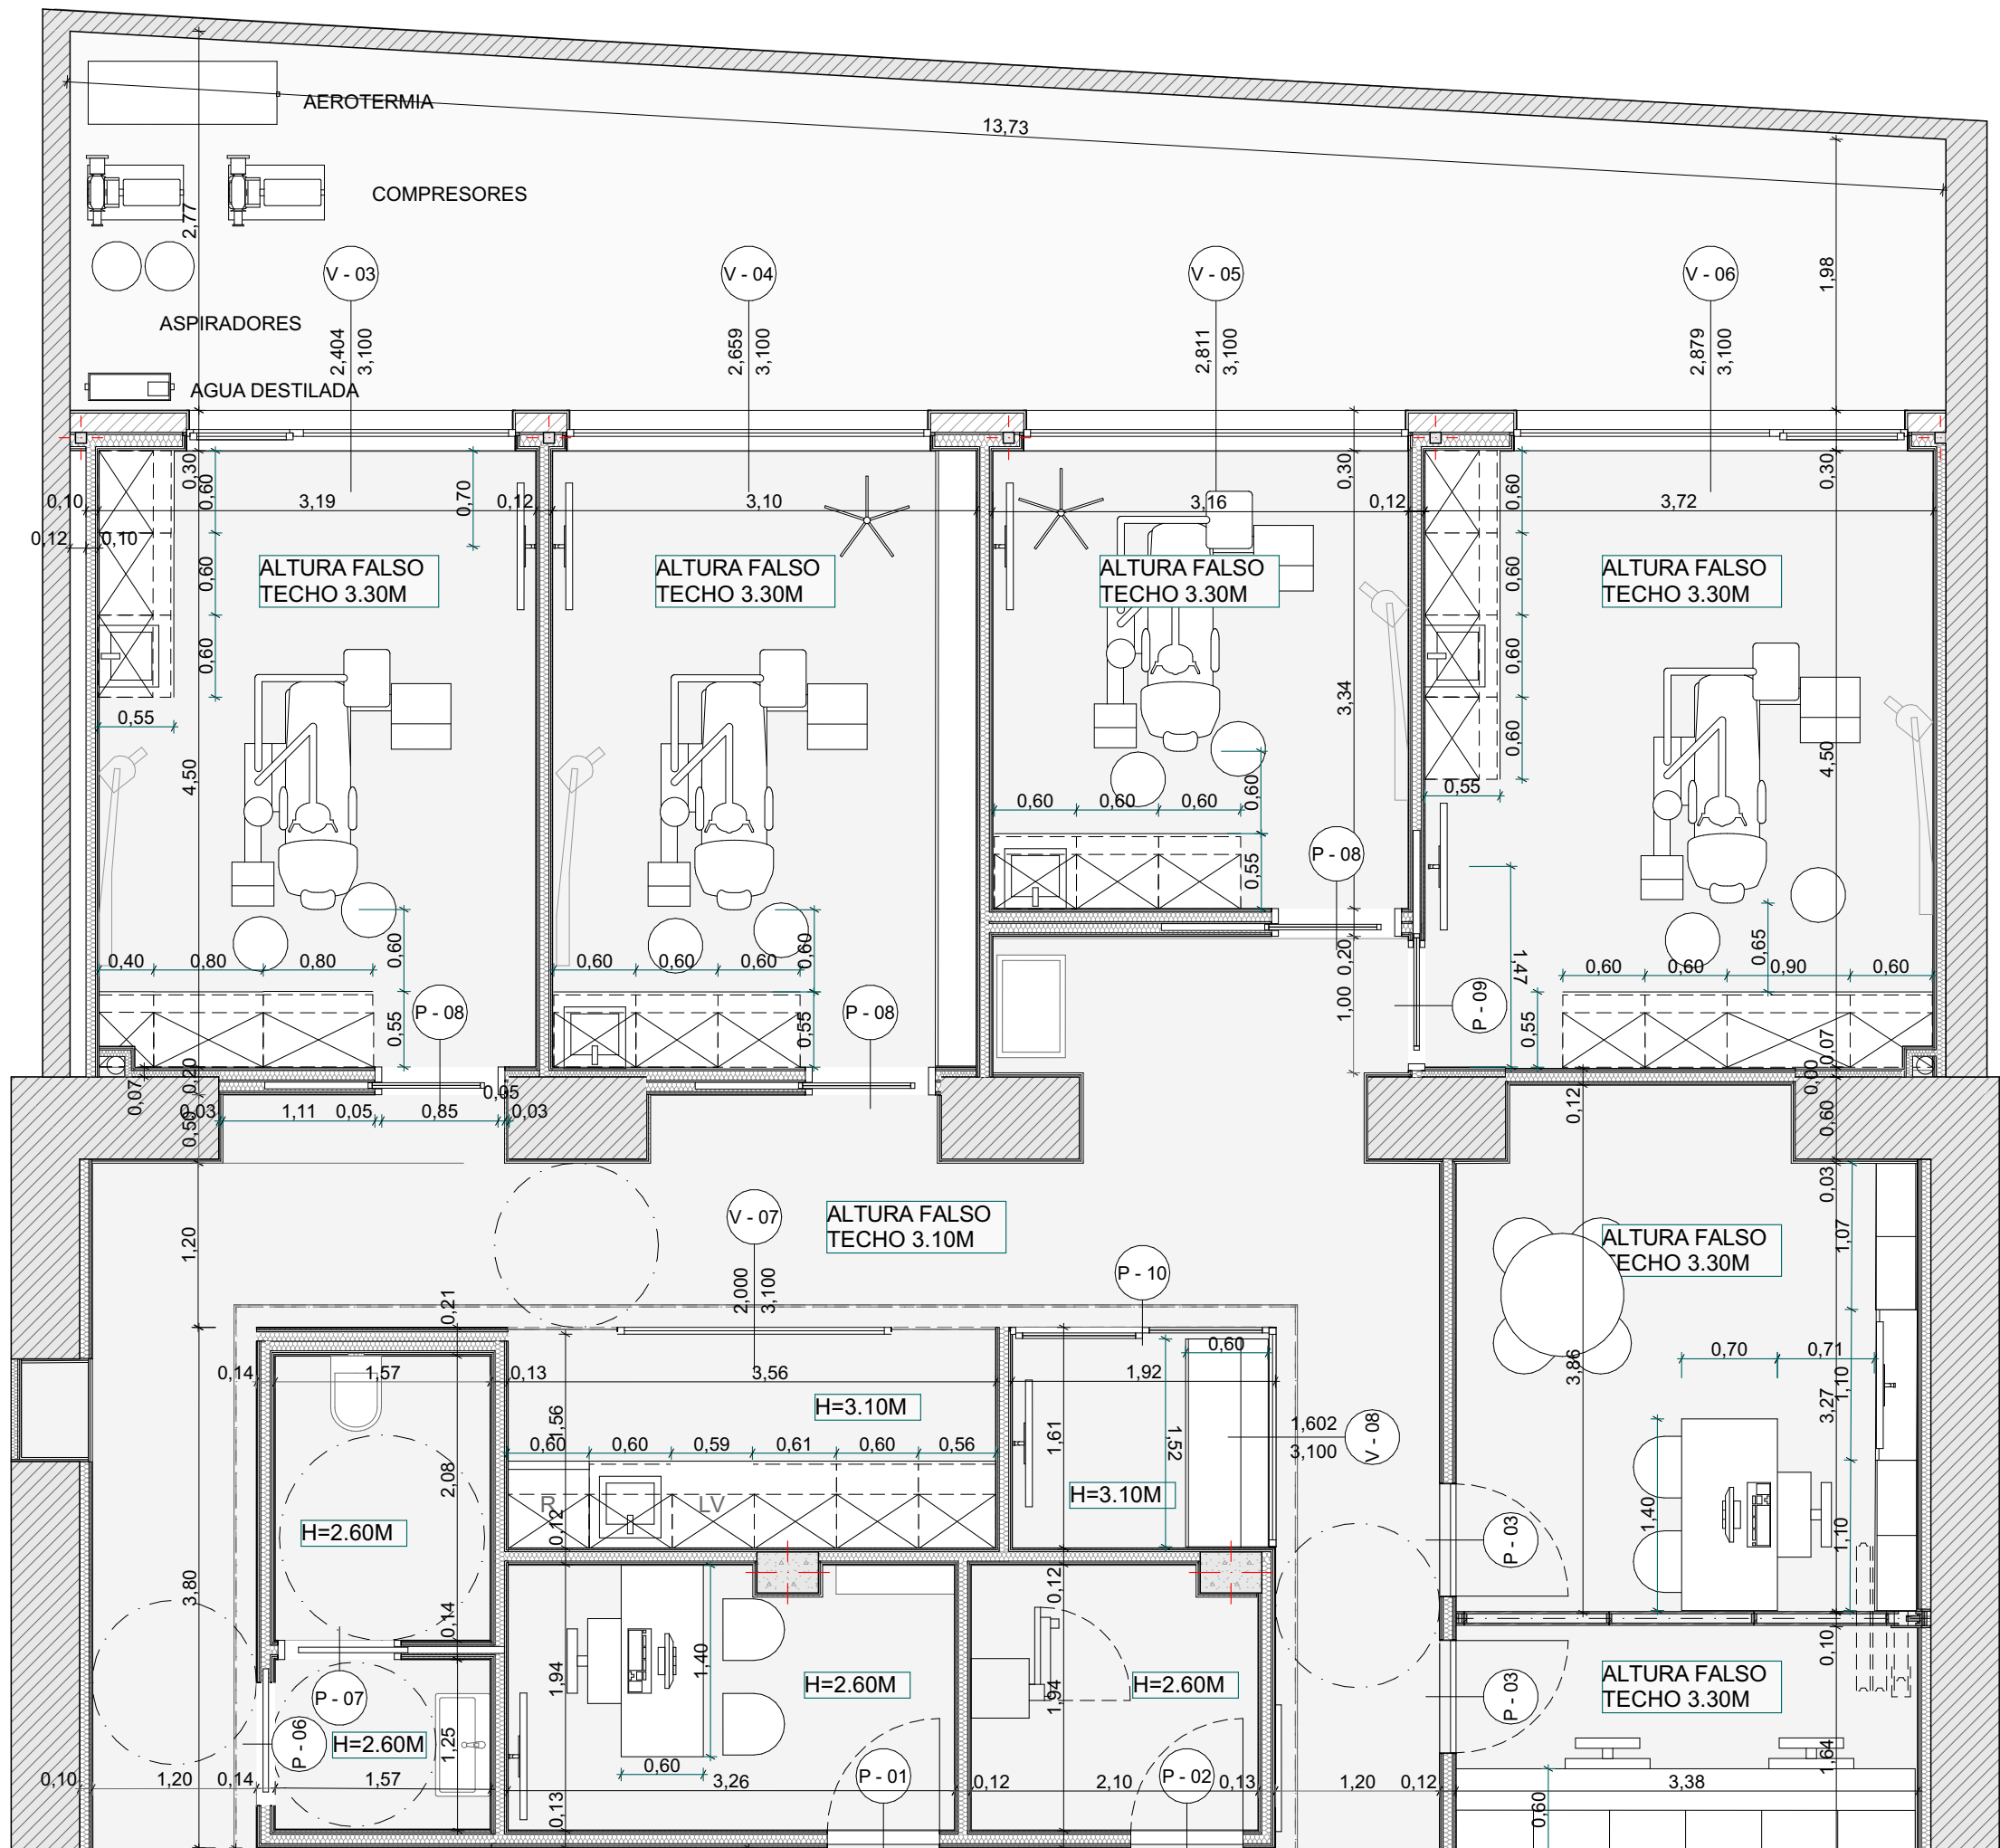 AEROTERMIA
13,73
COMPRESORES
2,77
V - 03
V - 04
V - 05
V - 06
1,98
ASPIRADORES
2,404
3,100
2,659
3,100
2,811
3,100
2,879
3,100
AGUA DESTILADA
0,30
0,60
0,70
0,30
0,60
0,30
0,10
3,19
0,12
3,10
3,16
0,12
3,72
0,12
0,10
ALTURA FALSO
TECHO 3.30M
ALTURA FALSO
TECHO 3.30M
ALTURA FALSO
TECHO 3.30M
ALTURA FALSO
TECHO 3.30M
0,60
0,60
0,60
0,60
0,60
0,55
3,34
4,50
4,50
0,55
0,60
0,60
0,60
0,60
0,55
P - 08
0,40
0,80
0,80
0,60
0,60
0,60
0,60
0,60
0,20
1,00
1,47
0,65
0,60
0,60
0,90
0,60
P - 08
P - 08
P - 09
0,55
0,55
0,55
0,07
0,00
0,20
0,07
0,50
0,03
1,11
0,05
0,85
0,05
0,03
0,12
0,60
0,03
1,20
V - 07
ALTURA FALSO
TECHO 3.10M
ALTURA FALSO
TECHO 3.30M
1,07
P - 10
2,000
3,100
0,21
0,14
1,57
0,13
3,56
1,92
0,60
3,86
0,70
0,71
1,10
3,27
H=3.10M
1,56
1,61
1,52
1,602
3,100
V - 08
0,60
0,60
0,59
0,61
0,60
0,56
2,08
H=3.10M
R
LV
H=2.60M
0,12
1,40
1,10
P - 03
3,80
0,14
0,12
1,94
1,40
1,94
H=2.60M
H=2.60M
0,10
ALTURA FALSO
TECHO 3.30M
P - 03
P - 07
P - 06
H=2.60M
1,25
1,64
0,10
1,20
0,14
1,57
0,60
3,26
P - 01
0,12
2,10
P - 02
0,13
1,20
0,12
3,38
0,13
0,60